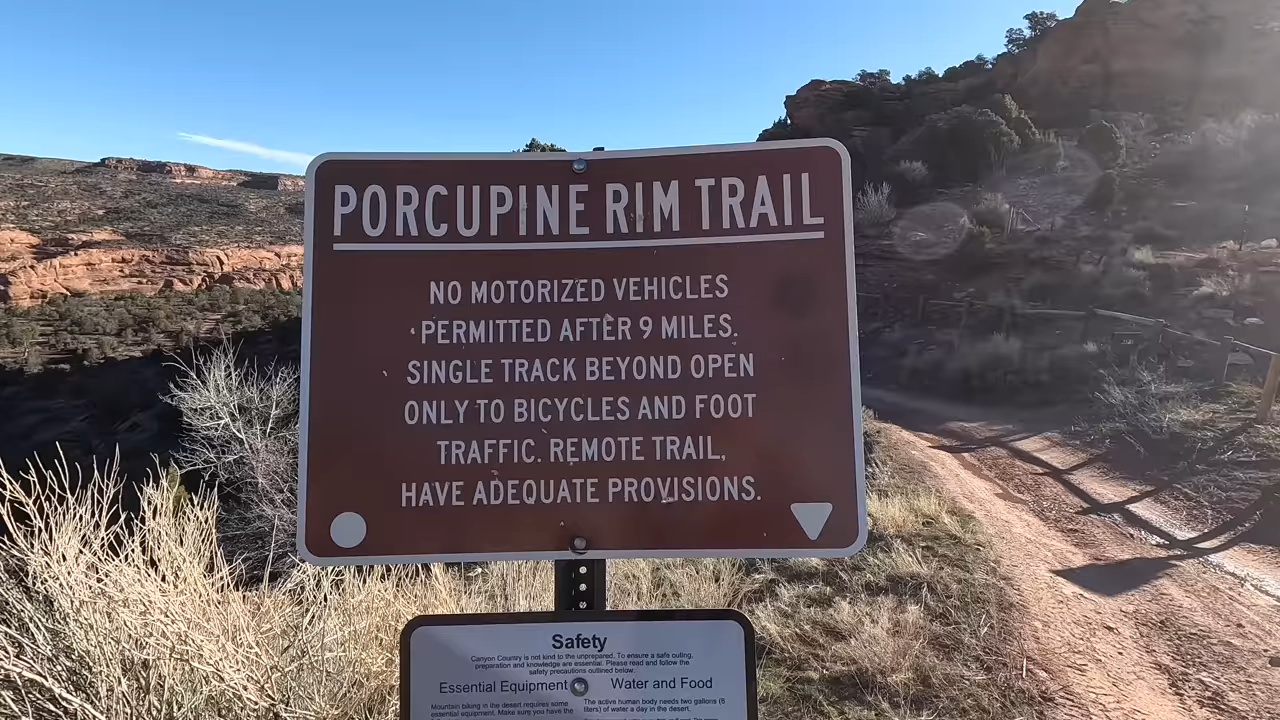 PORCUPINE RIM TRAIL
NO MOTORIZED VEHICLES
PERMITTED AFTER 9 MILES.
SINGLE TRACK BEYOND OPEN
ONLY TO BICYCLES AND FOOT
TRAFFIC. REMOTE TRAIL,
HAVE ADEQUATE PROVISIONS.
Safety
Canyon Country is not kind to the unprepared. To ensure a safe outing,
preparation and knowledge are essential. Please read and follow the
safety precautions outlined below.
Essential Equipment
Mountain biking in the desert requires some
essential equipment. Make sure you have the
Water and Food
The active human body needs two gallons (8
liters) of water a day in the desert.